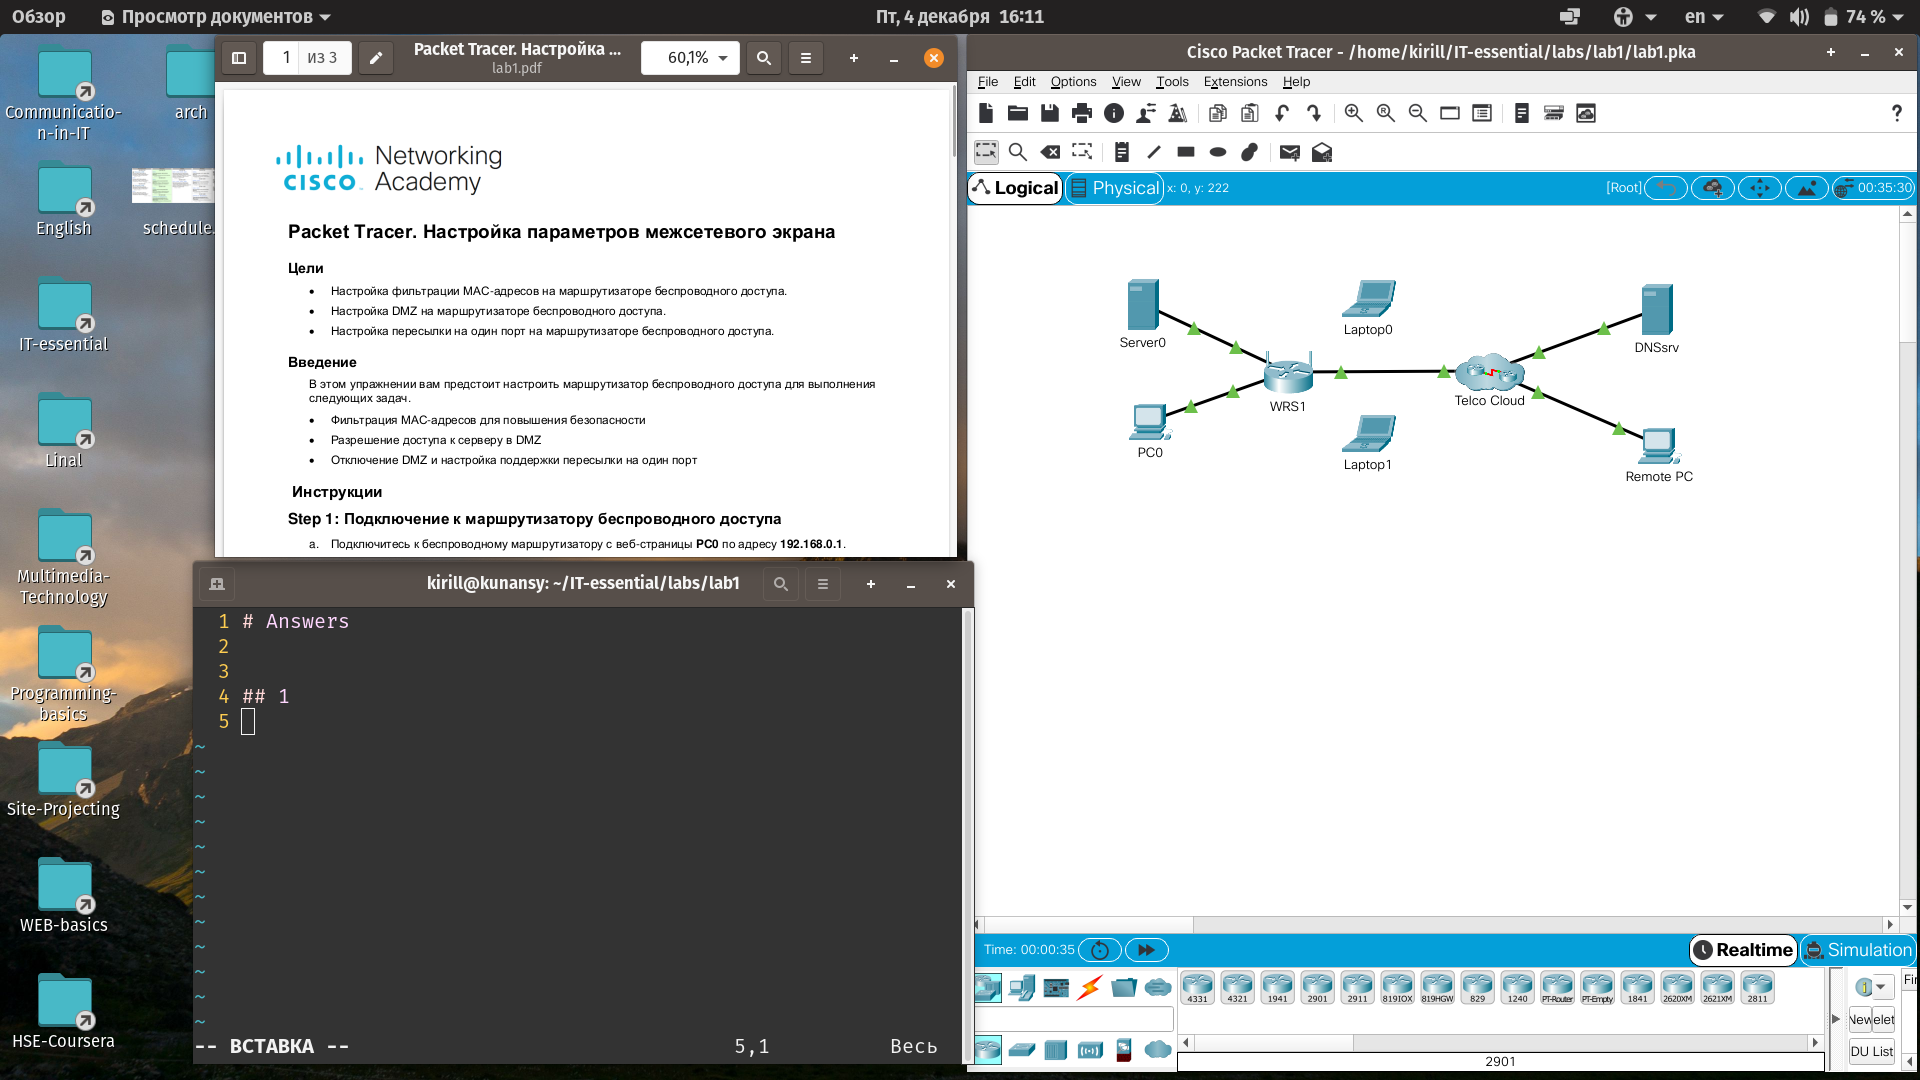 Обзор
Просмотр документов
Пт, 4 декабря 16:11
en
74 %
Communicatio-
n-in-IT
arch
English
schedule.
IT-essential
Linal
Multimedia-
Technology
Programming-
basics
Site-Projecting
WEB-basics
HSE-Coursera
1 из 3
Packet Tracer. Настройка ...
lab1.pdf
60,1%
Networking
Academy
CISCO
Packet Tracer. Настройка параметров межсетевого экрана
Цели
• Настройка фильтрации MAC-адресов на маршрутизаторе беспроводного доступа.
• Настройка DMZ на маршрутизаторе беспроводного доступа.
• Настройка пересылки на один порт на маршрутизаторе беспроводного доступа.
Введение
В этом упражнении вам предстоит настроить маршрутизатор беспроводного доступа для выполнения
следующих задач.
• Фильтрация MAC-адресов для повышения безопасности
• Разрешение доступа к серверу в DMZ
• Отключение DMZ и настройка поддержки пересылки на один порт
Инструкции
Step 1: Подключение к маршрутизатору беспроводного доступа
a. Подключитесь к беспроводному маршрутизатору с веб-страницы PC0 по адресу 192.168.0.1.
kirill@kunansy: ~/IT-essential/labs/lab1
1 # Answers
2
3
4 ## 1
5
~
~
~
~
~
~
~
~
~
~
~
~
-- ВСТАВКА --
5,1
Весь
Cisco Packet Tracer - /home/kirill/IT-essential/labs/lab1/lab1.pka
File Edit Options View Tools Extensions Help
?
Logical
Physical
x: 0, y: 222
[Root]
00:35:30
Server0
Laptop0
DNSsrv
WRS1
Telco Cloud
PC0
Laptop1
Remote PC
Time: 00:00:35
Realtime
Simulation
4331 4321 1941 2901 2911 819IOX 819HGW 829 1240 PT-Router PT-Empty 1841 2620XM 2621XM 2811
2901
Fir
New
elet
DU List